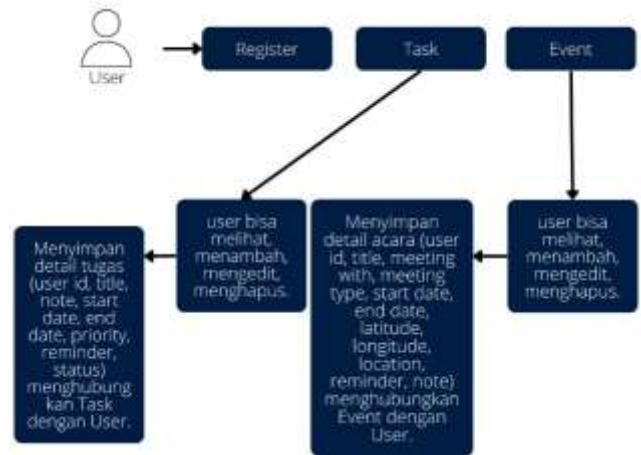 User
Register
Task
Event
user bisa
melihat,
menambah,
mengedit,
menghapus.
Menyimpan
detail tugas
(user id, title,
note, start
date, end
date, priority,
reminder,
status)
menghubung
kan Task
dengan User.
Menyimpan
detail acara (user
id, title, meeting
with, meeting
type, start date,
end date,
latitude,
longitude,
location,
reminder, note)
menghubungkan
Event dengan
User.
user bisa
melihat,
menambah,
mengedit,
menghapus.